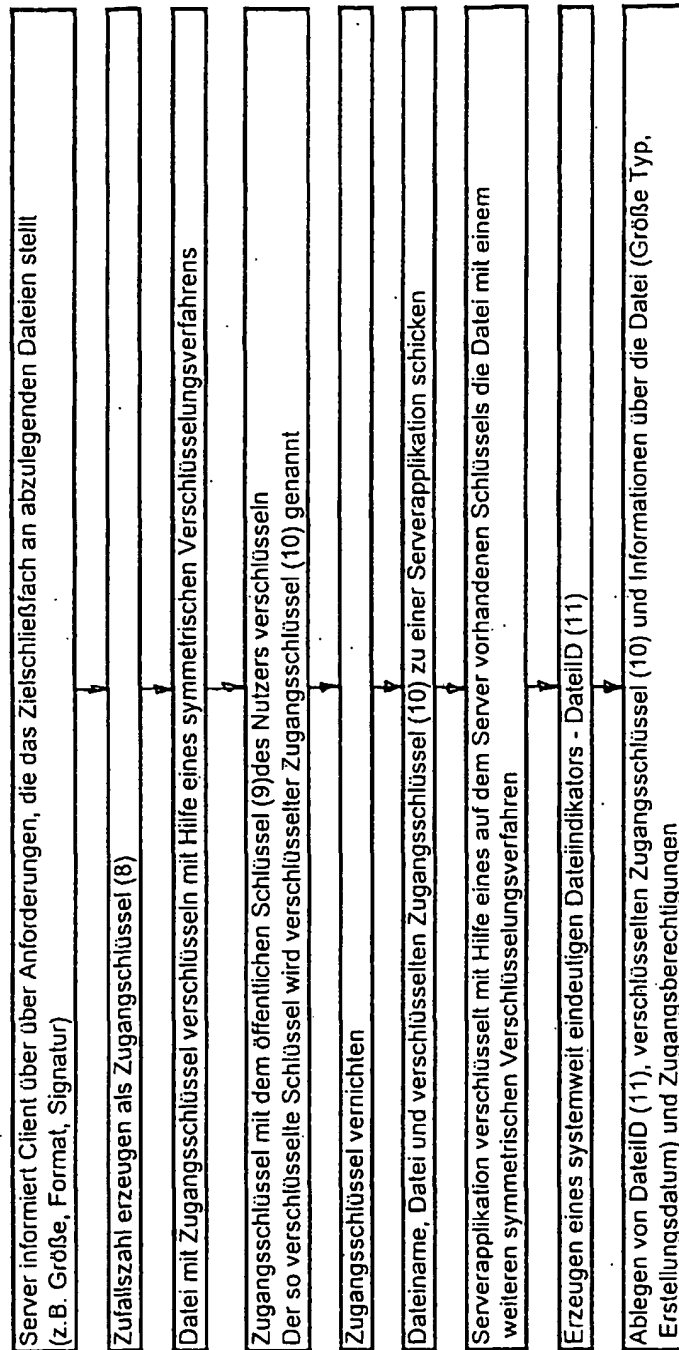 Server informiert Client über über Anforderungen, die das Zielschließfach an abzulegenden Dateien stellt
(z.B. Größe, Format, Signatur)
Zufallszahl erzeugen als Zugangschlüssel (8)
Datei mit Zugangsschlüssel verschlüsseln mit Hilfe eines symmetrischen Verschlüsselungsverfahrens
Zugangsschlüssel mit dem öffentlichen Schlüssel (9)des Nutzers verschlüsseln
Der so verschlüsselte Schlüssel wird verschlüsselter Zugangsschlüssel (10) genannt
Zugangsschlüssel vernichten
Dateiname, Datei und verschlüsselten Zugangsschlüssel (10) zu einer Serverapplikation schicken
Serverapplikation verschlüsselt mit Hilfe eines auf dem Server vorhandenen Schlüssels die Datei mit einem
weiteren symmetrischen Verschlüsselungsverfahren
Erzeugen eines systemweit eindeutigen Dateiindikators - DateiID (11)
Ablegen von DateiID (11), verschlüsselten Zugangsschlüssel (10) und Informationen über die Datei (Größe Typ,
Erstellungsdatum) und Zugangsberechtigungen